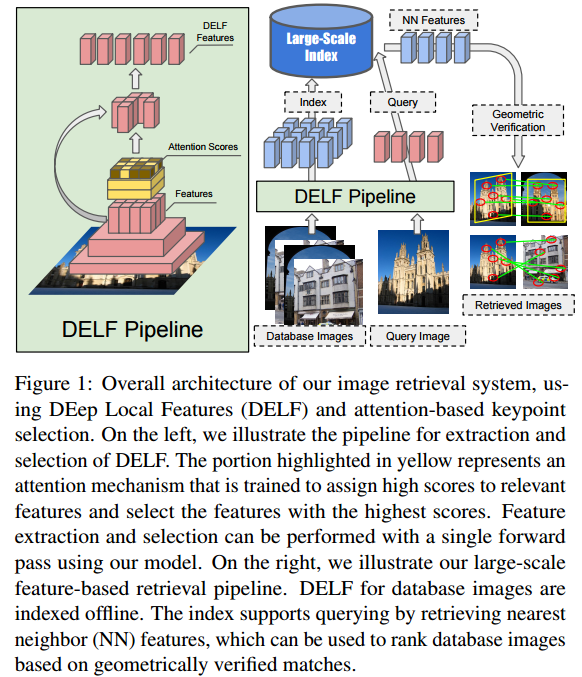 DELF
Features
Attention Scores
Features
DELF Pipeline
Large-Scale
Index
NN Features
Index
Query
Geometric
Verification
DELF Pipeline
Database Images
Query Image
Retrieved Images
Figure 1: Overall architecture of our image retrieval system, us-
ing DEep Local Features (DELF) and attention-based keypoint
selection. On the left, we illustrate the pipeline for extraction and
selection of DELF. The portion highlighted in yellow represents an
attention mechanism that is trained to assign high scores to relevant
features and select the features with the highest scores. Feature
extraction and selection can be performed with a single forward
pass using our model. On the right, we illustrate our large-scale
feature-based retrieval pipeline. DELF for database images are
indexed offline. The index supports querying by retrieving nearest
neighbor (NN) features, which can be used to rank database images
based on geometrically verified matches.